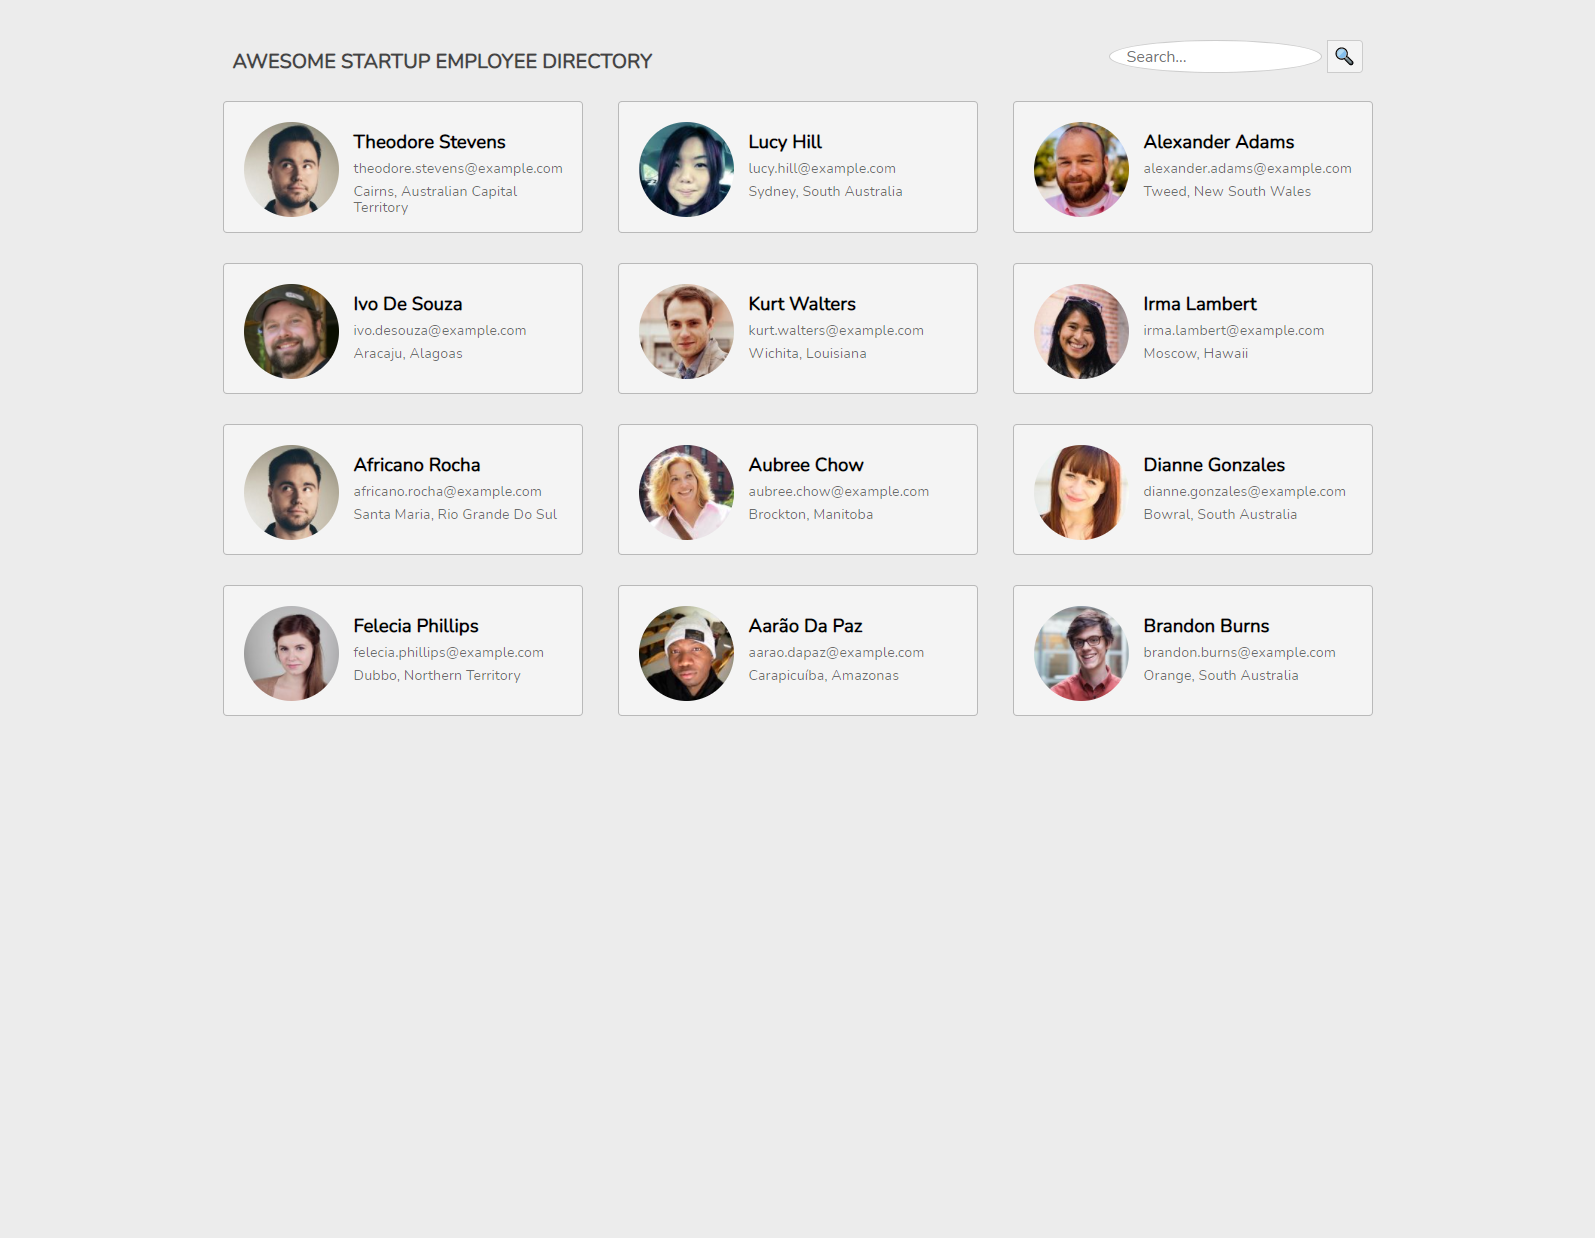 AWESOME STARTUP EMPLOYEE DIRECTORY
Search...
Theodore Stevens
theodore.stevens@example.com
Cairns, Australian Capital
Territory
Lucy Hill
lucy.hill@example.com
Sydney, South Australia
Alexander Adams
alexander.adams@example.com
Tweed, New South Wales
Ivo De Souza
ivo.desouza@example.com
Aracaju, Alagoas
Kurt Walters
kurt.walters@example.com
Wichita, Louisiana
Irma Lambert
irma.lambert@example.com
Moscow, Hawaii
Africano Rocha
africano.rocha@example.com
Santa Maria, Rio Grande Do Sul
Aubree Chow
aubree.chow@example.com
Brockton, Manitoba
Dianne Gonzales
dianne.gonzales@example.com
Bowral, South Australia
Felecia Phillips
felecia.phillips@example.com
Dubbo, Northern Territory
Aarão Da Paz
aarao.dapaz@example.com
Carapicuíba, Amazonas
Brandon Burns
brandon.burns@example.com
Orange, South Australia